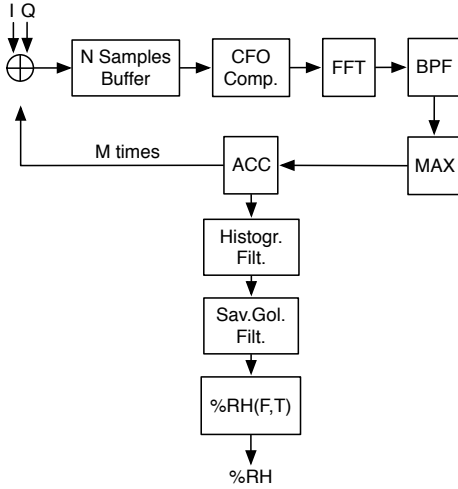 I Q
N Samples
Buffer
CFO
Comp.
FFT
BPF
M times
ACC
MAX
Histogr.
Filt.
Sav.Gol.
Filt.
%RH(F,T)
%RH